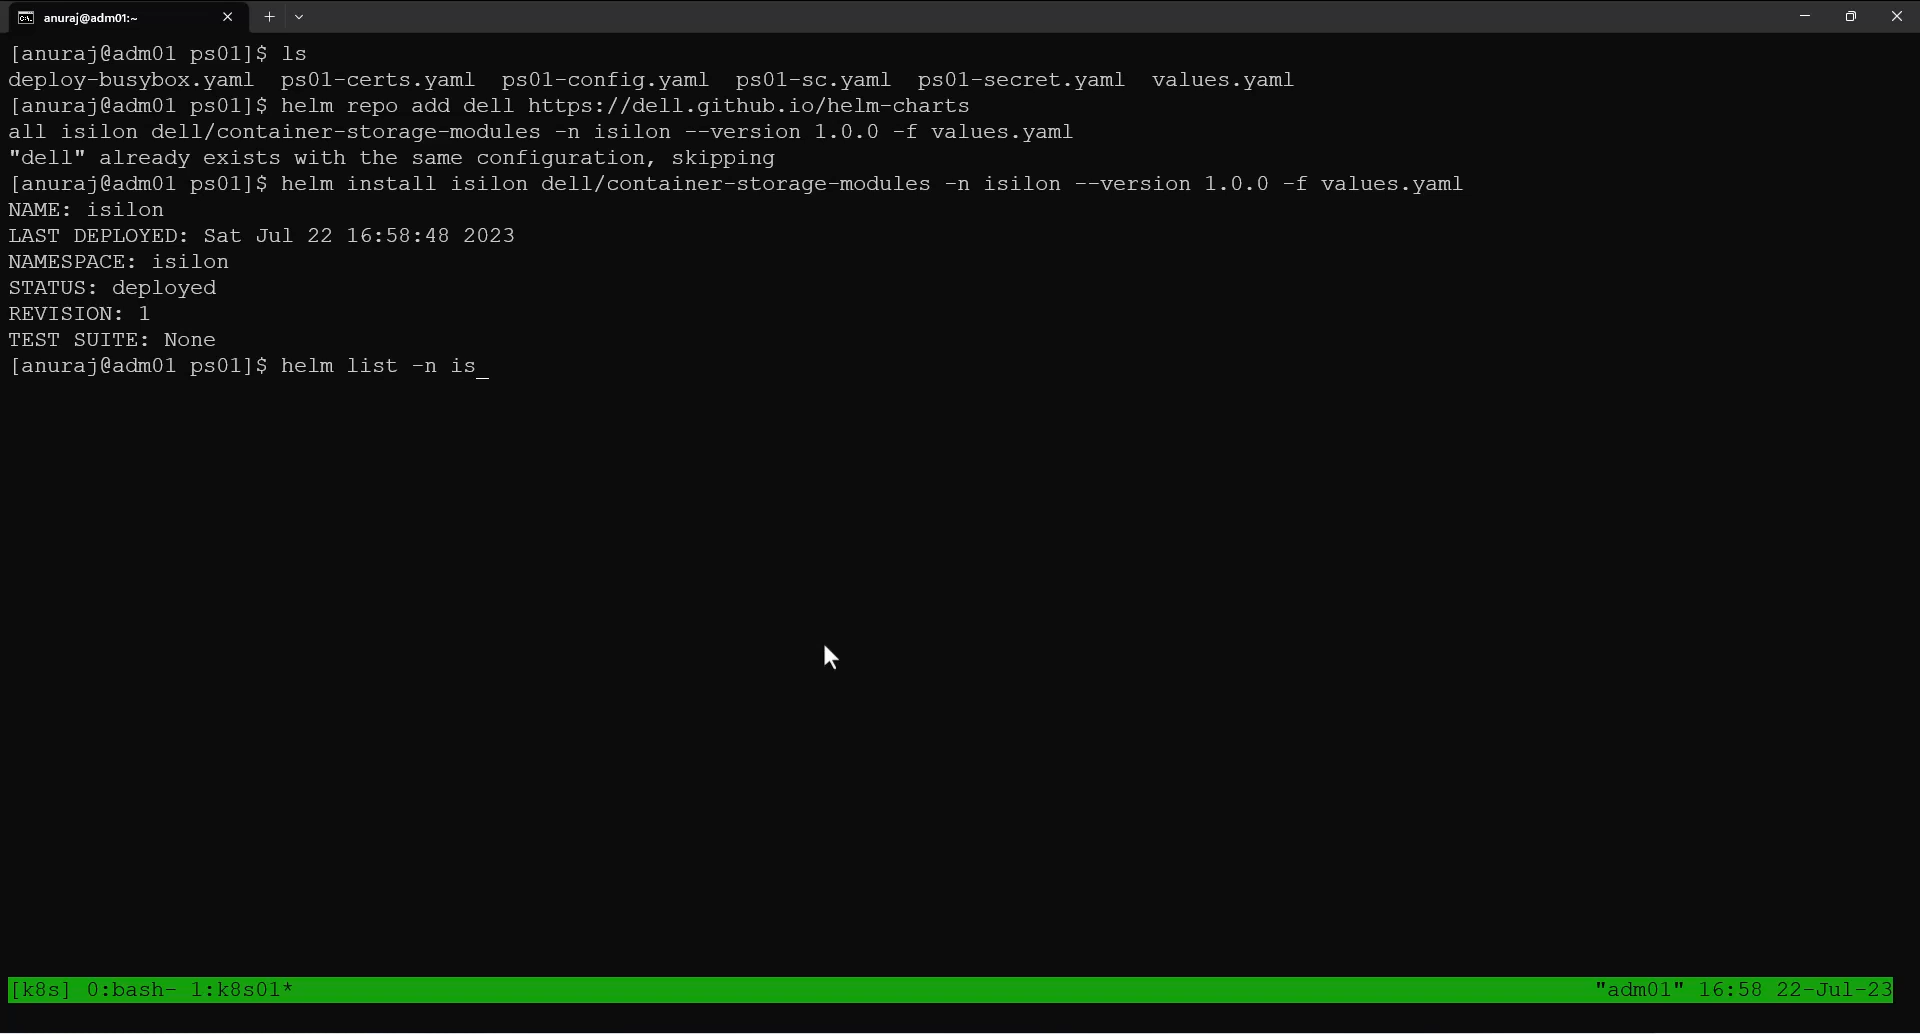 anuraj@adm01:~
[anuraj@adm01 ps01]$ ls
deploy-busybox.yaml  ps01-certs.yaml  ps01-config.yaml  ps01-sc.yaml  ps01-secret.yaml  values.yaml
[anuraj@adm01 ps01]$ helm repo add dell https://dell.github.io/helm-charts
all isilon dell/container-storage-modules -n isilon --version 1.0.0 -f values.yaml
"dell" already exists with the same configuration, skipping
[anuraj@adm01 ps01]$ helm install isilon dell/container-storage-modules -n isilon --version 1.0.0 -f values.yaml
NAME: isilon
LAST DEPLOYED: Sat Jul 22 16:58:48 2023
NAMESPACE: isilon
STATUS: deployed
REVISION: 1
TEST SUITE: None
[anuraj@adm01 ps01]$ helm list -n is_
[k8s] 0:bash- 1:k8s01* "adm01" 16:58 22-Jul-23